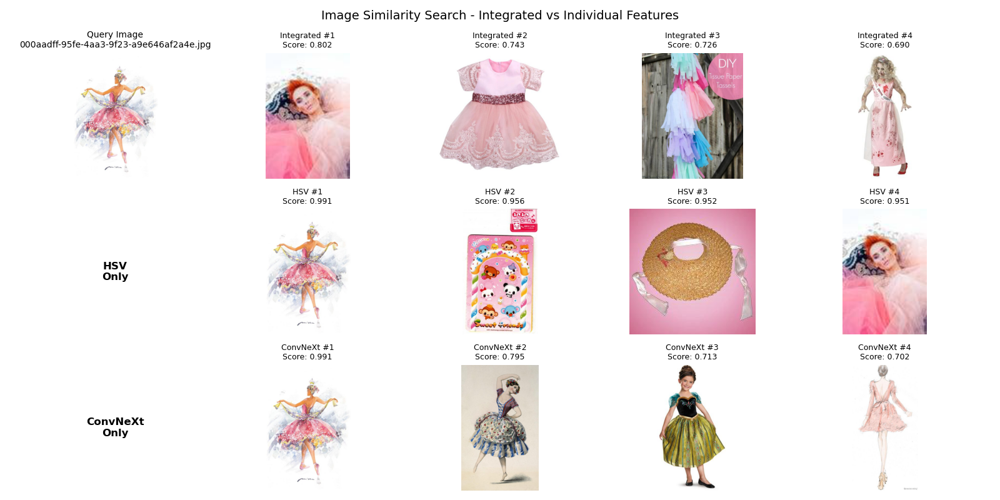 Image Similarity Search - Integrated vs Individual Features
Query Image
000aadff-95fe-4aa3-9f23-a9e646af2a4e.jpg
Integrated #1
Score: 0.802
Integrated #2
Score: 0.743
Integrated #3
Score: 0.726
DIY
Tissue Paper
Tassels
Integrated #4
Score: 0.690
HSV
Only
HSV #1
Score: 0.991
HSV #2
Score: 0.956
Sweet friends
HSV #3
Score: 0.952
HSV #4
Score: 0.951
ConvNeXt
Only
ConvNeXt #1
Score: 0.991
ConvNeXt #2
Score: 0.795
ConvNeXt #3
Score: 0.713
ConvNeXt #4
Score: 0.702